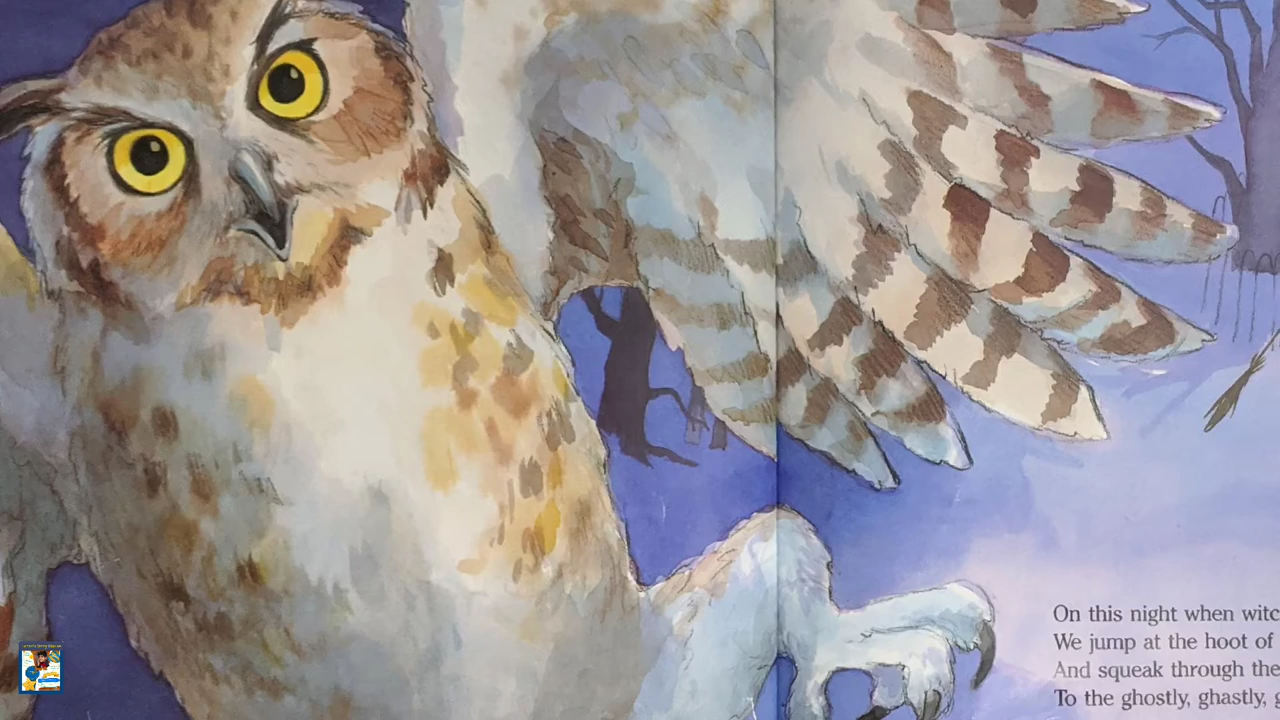 On this night when witc
We jump at the hoot of
And squeak through the
To the ghostly, ghastly, g